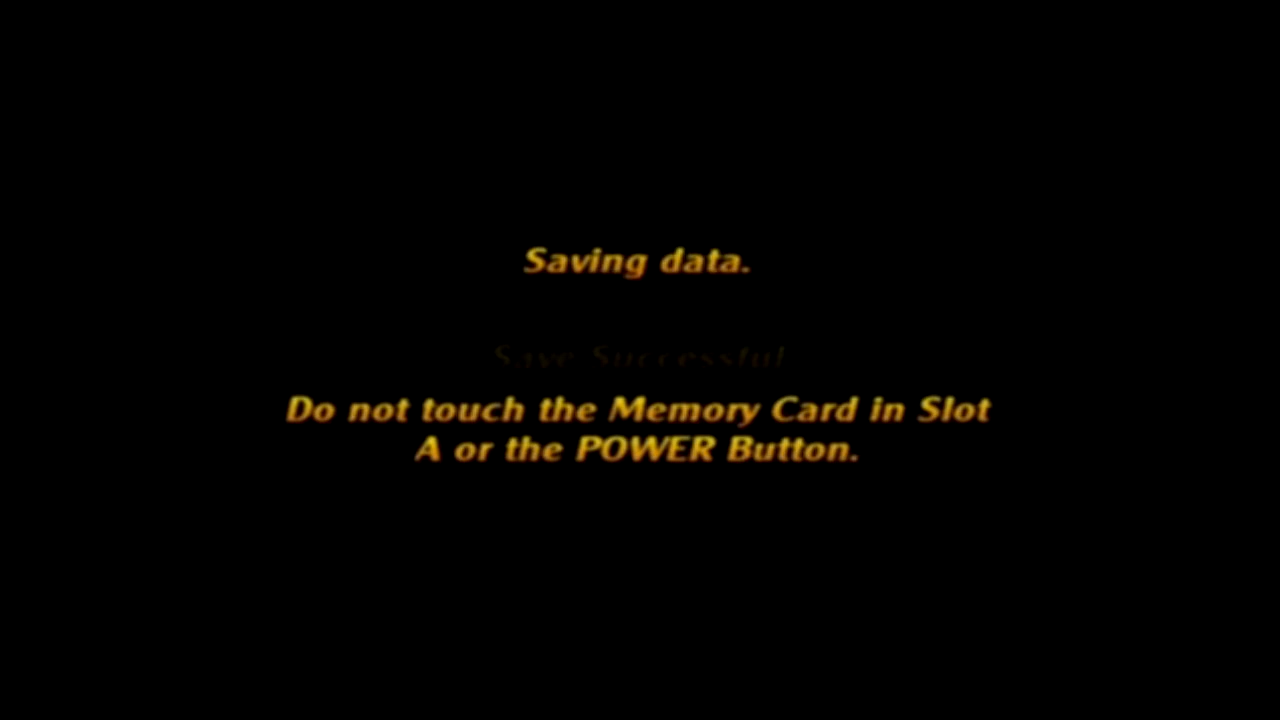 Saving data.
Save Successful
Do not touch the Memory Card in Slot
A or the POWER Button.